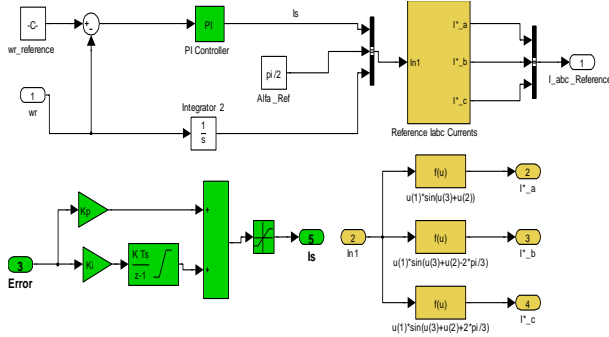 Is
I*_a
-C-
PI
I*_b
In1
1
wr_reference
PI Controller
pi /2
I*_c
I_abc_Reference
1
Alfa _Ref
wr
Integrator 2
1
s
Reference Iabc Currents
f(u)
2
u(1)*sin(u(3)+u(2))
I*_a
Kp
+
2
f(u)
3
5
In1
u(1)*sin(u(3)+u(2)-2*pi/3)
I*_b
Is
3
Ki
K Ts
z-1
+
Error
f(u)
4
u(1)*sin(u(3)+u(2)+2*pi/3)
I*_c